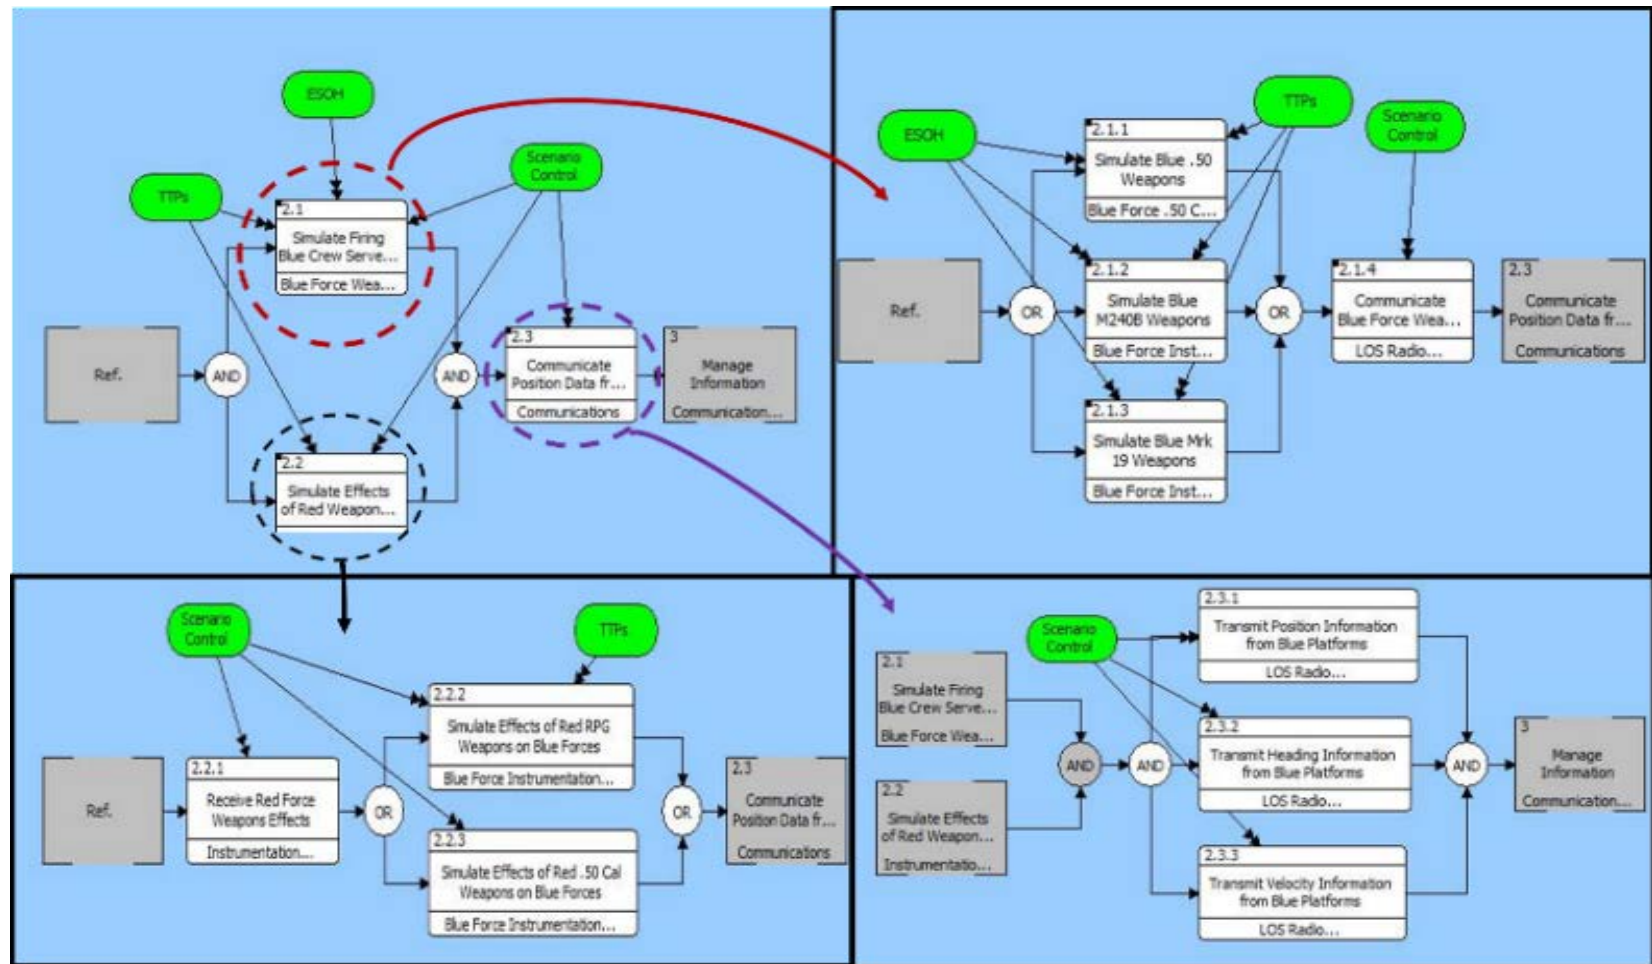 ESOH
TTPs
Scenario
Control
2.1
Simulate Firing
Blue Crew Serve...
Blue Force Wea...
Ref.
AND
AND
2.3
Communicate
Position Data fr...
Communications
3
Manage
Information
Communication...
2.2
Simulate Effects
of Red Weapon...
ESOH
TTPs
Scenario
Control
2.1.1
Simulate Blue .50
Weapons
Blue Force .50 C...
Ref.
OR
2.1.2
Simulate Blue
M240B Weapons
Blue Force Inst...
OR
2.1.4
Communicate
Blue Force Wea...
LOS Radio...
2.3
Communicate
Position Data fr...
Communications
2.1.3
Simulate Blue Mrk
19 Weapons
Blue Force Inst...
Scenario
Control
TTPs
Ref.
2.2.1
Receive Red Force
Weapons Effects
Instrumentation...
OR
2.2.2
Simulate Effects of Red RPG
Weapons on Blue Forces
Blue Force Instrumentation...
2.2.3
Simulate Effects of Red .50 Cal
Weapons on Blue Forces
Blue Force Instrumentation...
OR
2.3
Communicate
Position Data fr...
Communications
2.1
Simulate Firing
Blue Crew Serve...
Blue Force Wea...
2.2
Simulate Effects
of Red Weapon...
Instrumentatio...
Scenario
Control
AND
AND
2.3.1
Transmit Position Information
from Blue Platforms
LOS Radio...
2.3.2
Transmit Heading Information
from Blue Platforms
LOS Radio...
2.3.3
Transmit Velocity Information
from Blue Platforms
LOS Radio...
AND
3
Manage
Information
Communication...